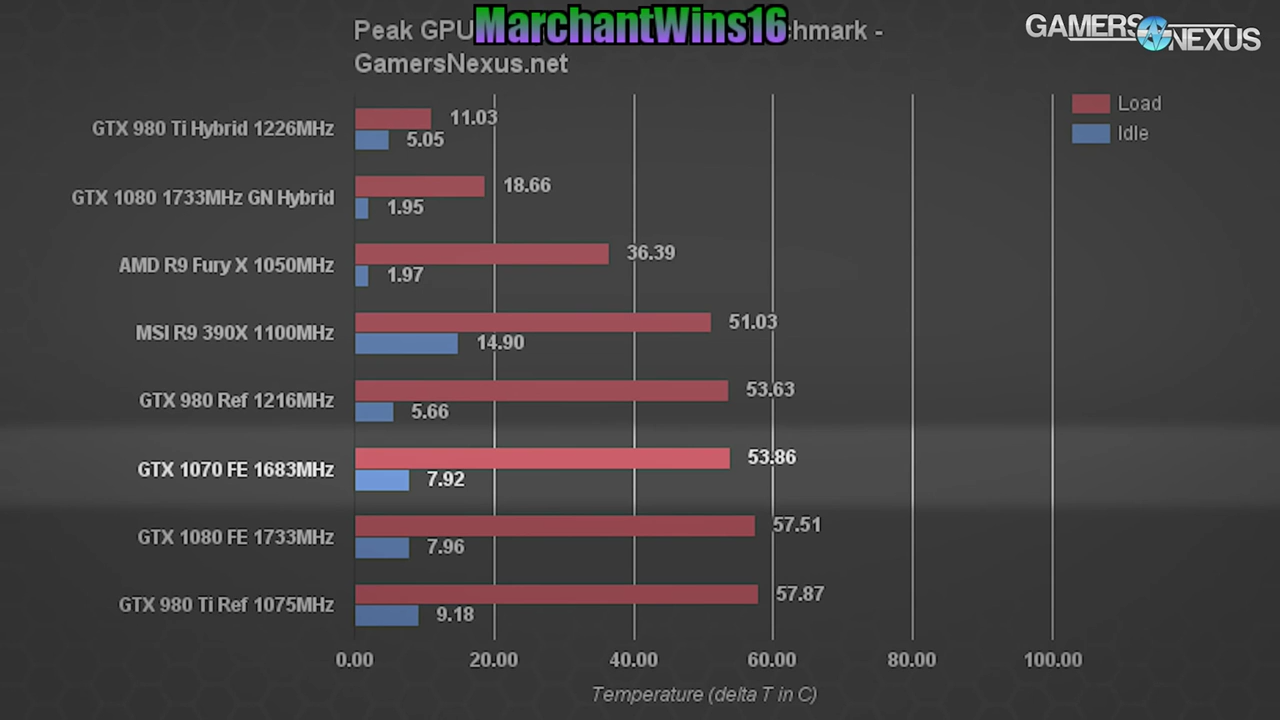 Peak GPU MarchantWins16 chmark -
GamersNexus.net
GAMERS NEXUS
Load
Idle
GTX 980 Ti Hybrid 1226MHz 11.03 5.05
GTX 1080 1733MHz GN Hybrid 18.66 1.95
AMD R9 Fury X 1050MHz 36.39 1.97
MSI R9 390X 1100MHz 51.03 14.90
GTX 980 Ref 1216MHz 53.63 5.66
GTX 1070 FE 1683MHz 53.86 7.92
GTX 1080 FE 1733MHz 57.51 7.96
GTX 980 Ti Ref 1075MHz 57.87 9.18
0.00 20.00 40.00 60.00 80.00 100.00
Temperature (delta T in C)